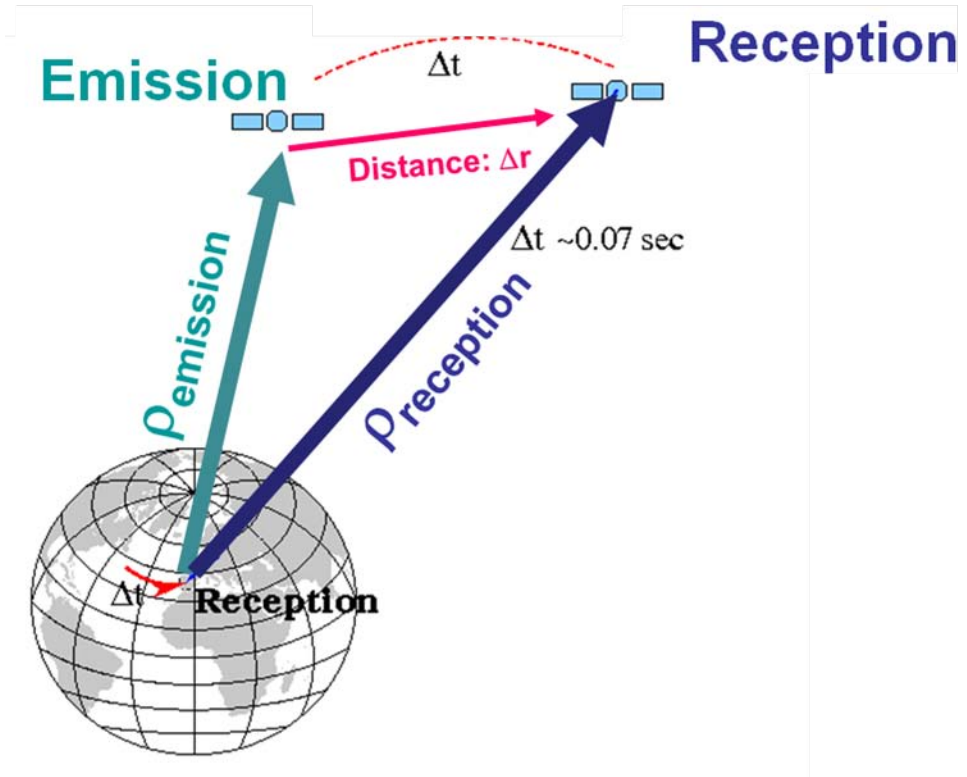 Δt
Reception
Emission
Distance: Δr
Δt ~0.07 sec
ρemission
ρreception
Δt
Reception